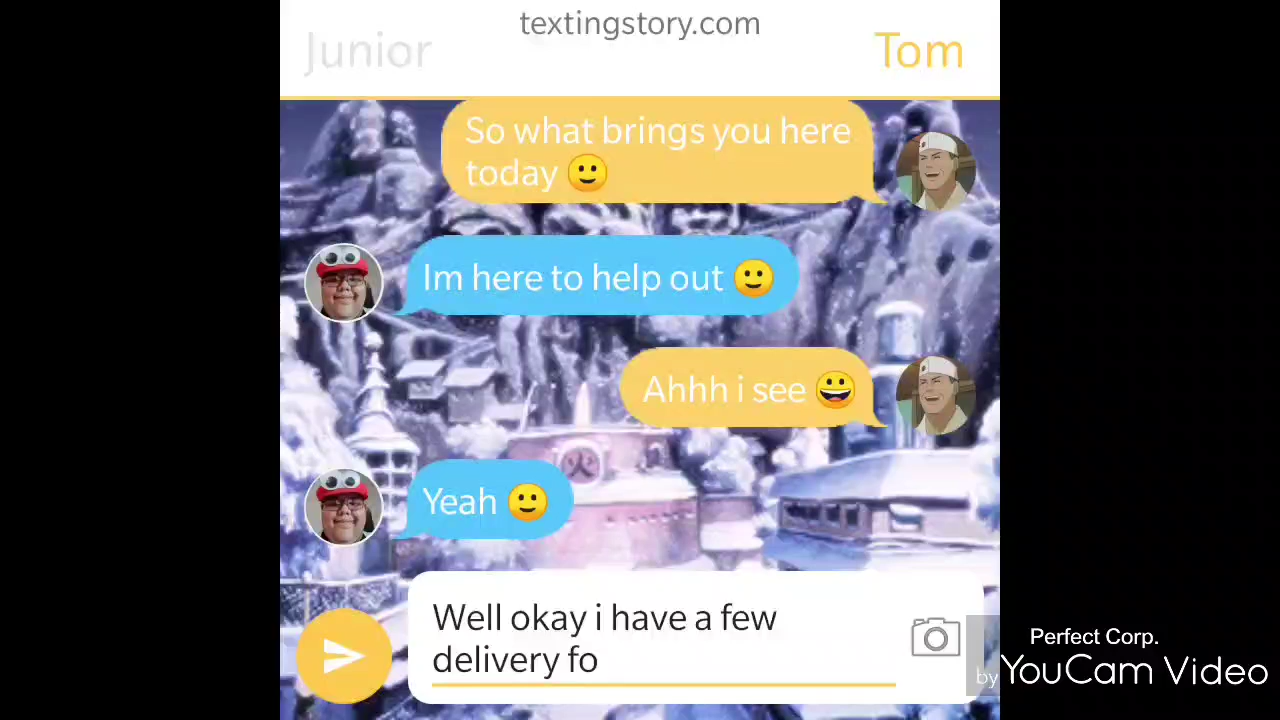 textingstory.com
Junior
Tom
So what brings you here
today 🙂
Im here to help out 🙂
Ahhh i see 😀
火
Yeah 🙂
Well okay i have a few
delivery fo
Perfect Corp.
by YouCam Video